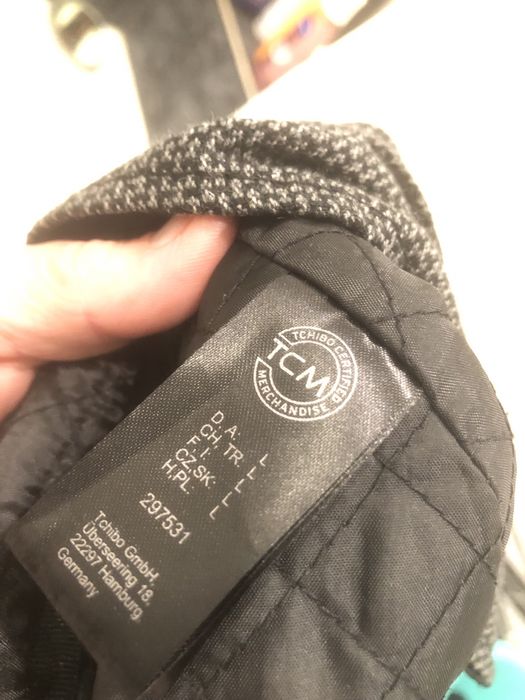 TCHIBO CERTIFIED
TCM
MERCHANDISE
D, A: L
CH, TR: L
F, I: L
CZ,SK: L
H,PL: L
297531
Tchibo GmbH,
Überseering 18,
22297 Hamburg,
Germany